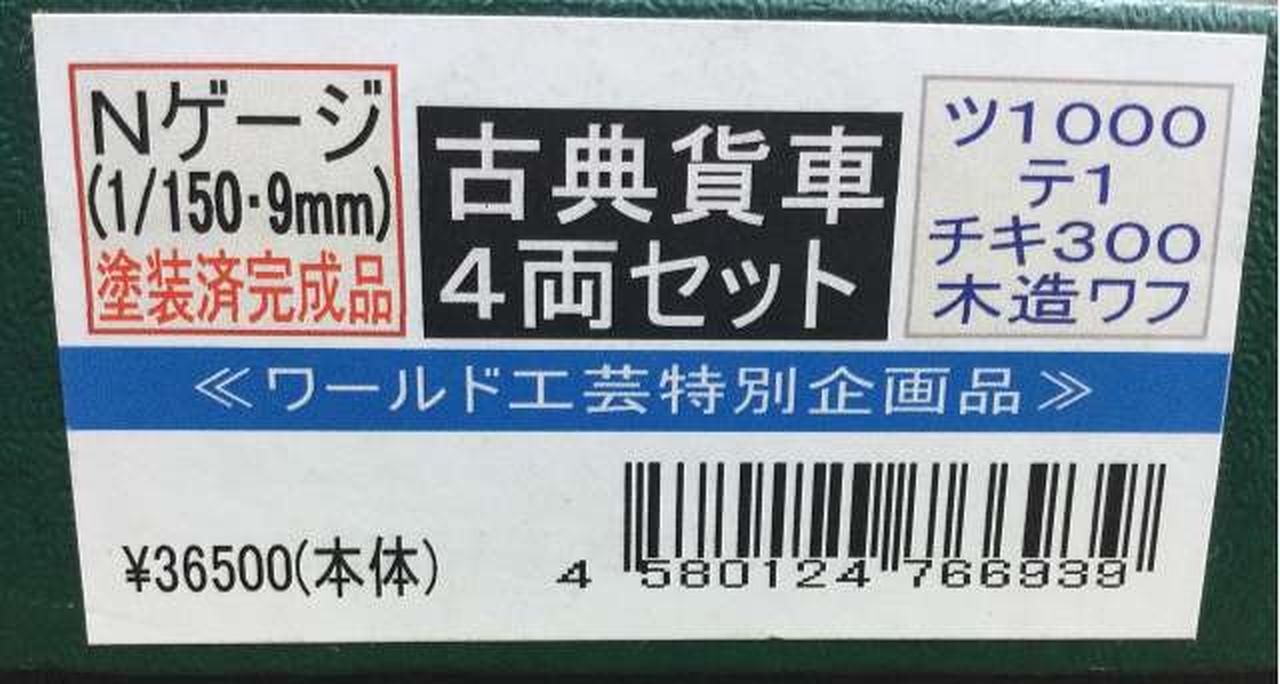 Nゲージ
(1/150・9mm)
塗装済完成品
古典貨車
4両セット
ツ1000
テ1
チキ300
木造ワフ
≪ワールド工芸特別企画品≫
¥36500(本体)
4 580124 766939